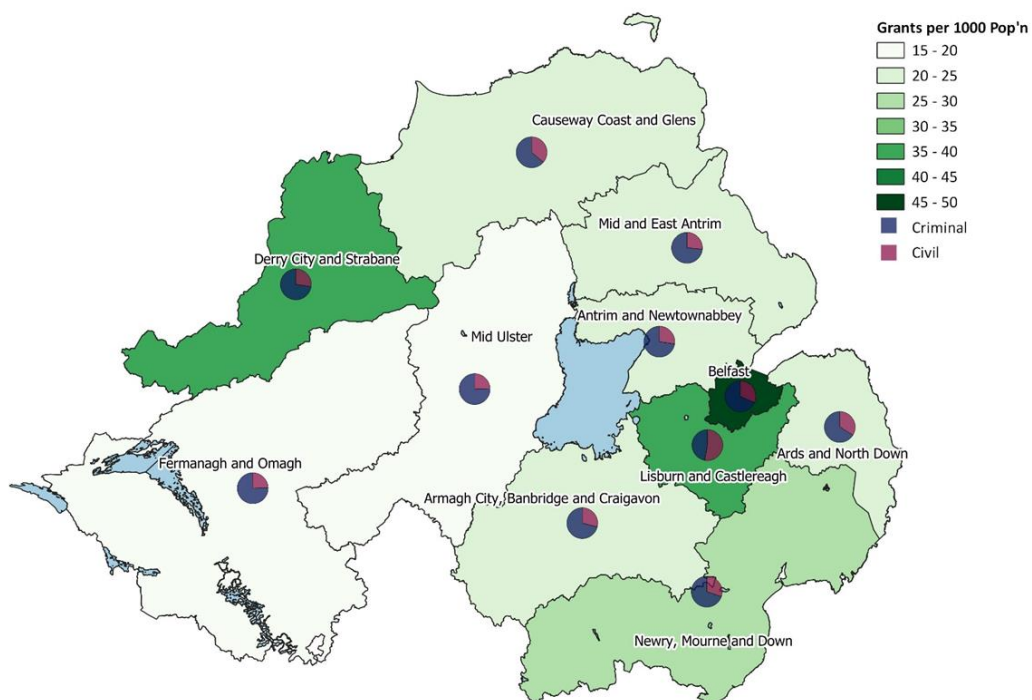 Grants per 1000 Pop'n
15 - 20
20 - 25
25 - 30
30 - 35
35 - 40
40 - 45
45 - 50
Criminal
Civil
Causeway Coast and Glens
Mid and East Antrim
Derry City and Strabane
Antrim and Newtownabbey
Mid Ulster
Belfast
Ards and North Down
Fermanagh and Omagh
Lisburn and Castlereagh
Armagh City, Banbridge and Craigavon
Newry, Mourne and Down